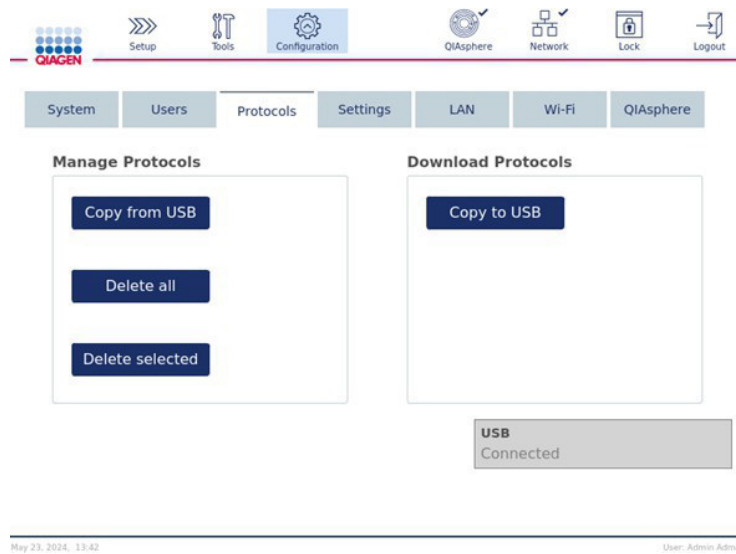 QIAGEN
Setup
Tools
Configuration
QIAsphere
Network
Lock
Logout
System
Users
Protocols
Settings
LAN
Wi-Fi
QIAsphere
Manage Protocols
Download Protocols
Copy from USB
Copy to USB
Delete all
Delete selected
USB
Connected
May 23, 2024, 13:42
User: Admin Adm